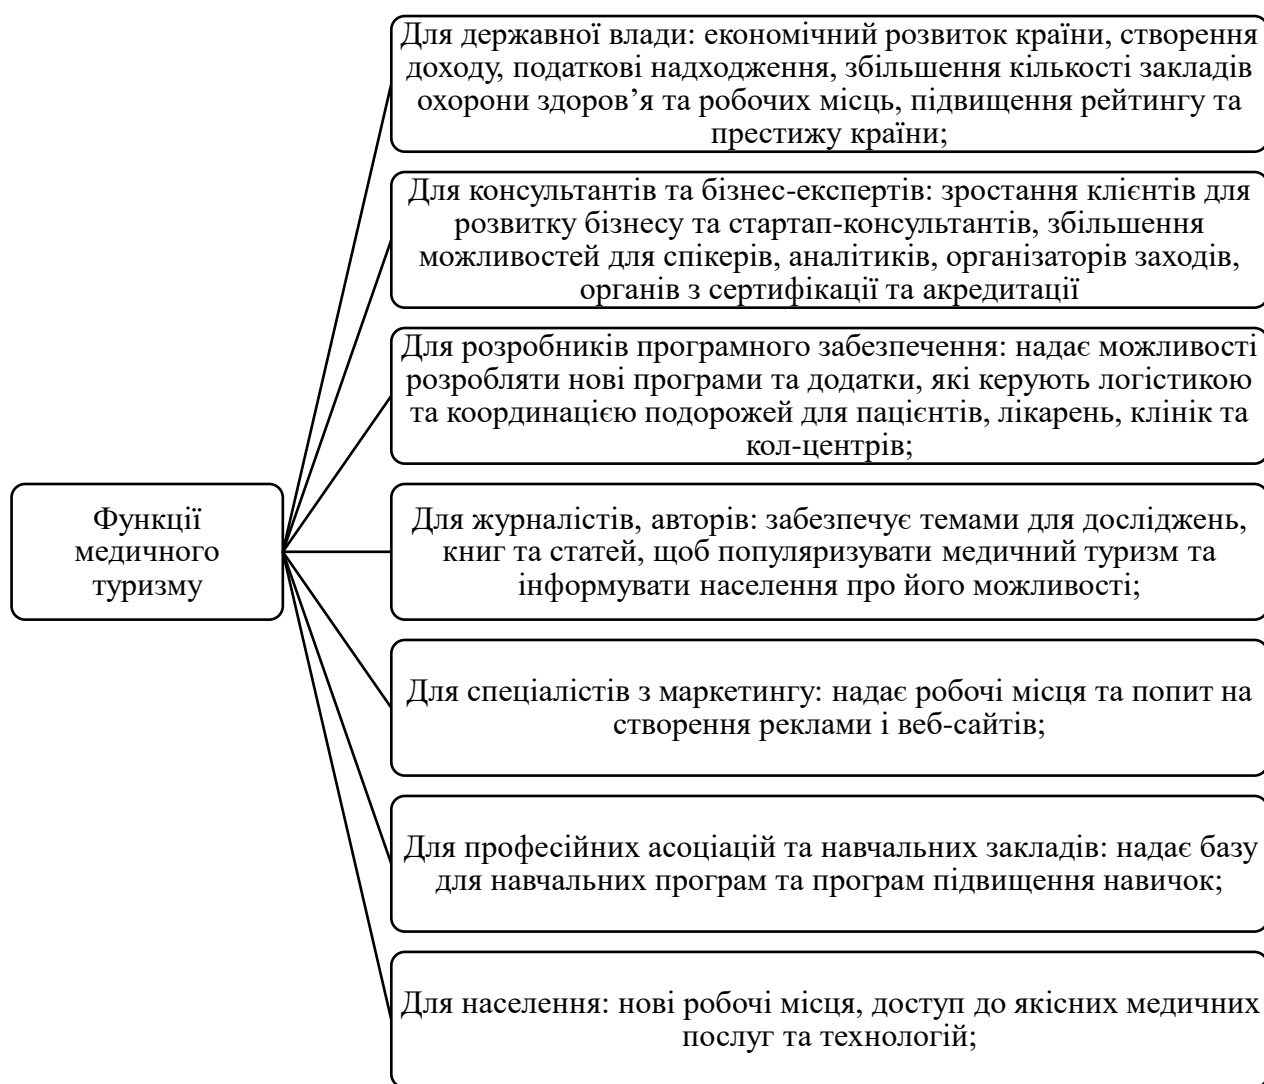 Для державної влади: економічний розвиток країни, створення
доходу, податкові надходження, збільшення кількості закладів
охорони здоров’я та робочих місць, підвищення рейтингу та
престижу країни;
Для консультантів та бізнес-експертів: зростання клієнтів для
розвитку бізнесу та стартап-консультантів, збільшення
можливостей для спікерів, аналітиків, організаторів заходів,
органів з сертифікації та акредитації
Для розробників програмного забезпечення: надає можливості
розробляти нові програми та додатки, які керують логістикою
та координацією подорожей для пацієнтів, лікарень, клінік та
кол-центрів;
Функції
медичного
туризму
Для журналістів, авторів: забезпечує темами для досліджень,
книг та статей, щоб популяризувати медичний туризм та
інформувати населення про його можливості;
Для спеціалістів з маркетингу: надає робочі місця та попит на
створення реклами і веб-сайтів;
Для професійних асоціацій та навчальних закладів: надає базу
для навчальних програм та програм підвищення навичок;
Для населення: нові робочі місця, доступ до якісних медичних
послуг та технологій;